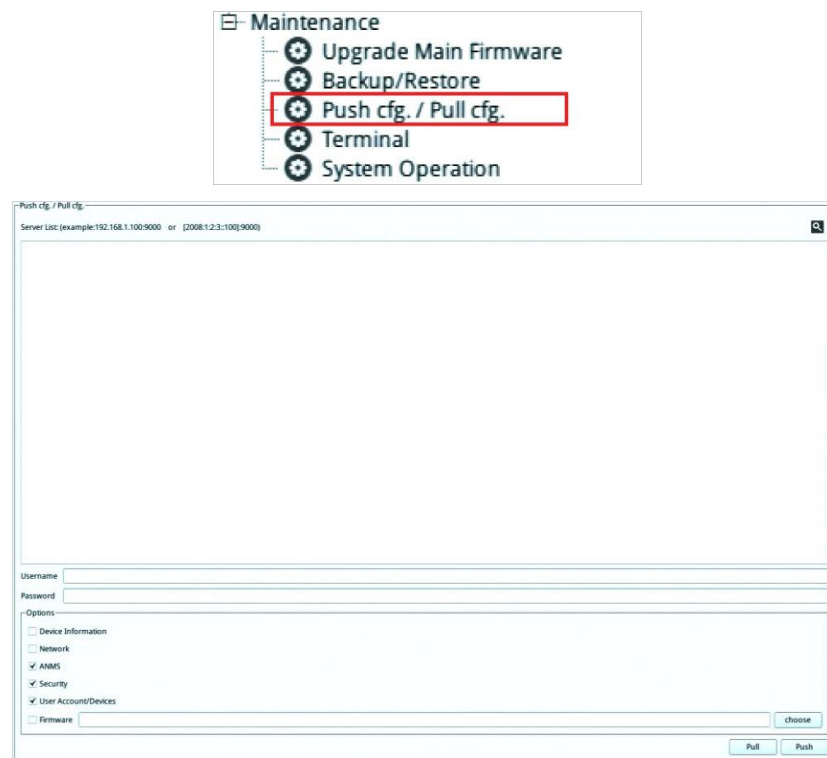 Maintenance
Upgrade Main Firmware
Backup/Restore
Push cfg. / Pull cfg.
Terminal
System Operation
Push cfg. / Pull cfg.
Server List: (example:192.168.1.100:9000 or [2008:1:2:3::100]:9000)
Username
Password
Options
Device Information
Network
ANMS
Security
User Account/Devices
Firmware choose
Pull Push